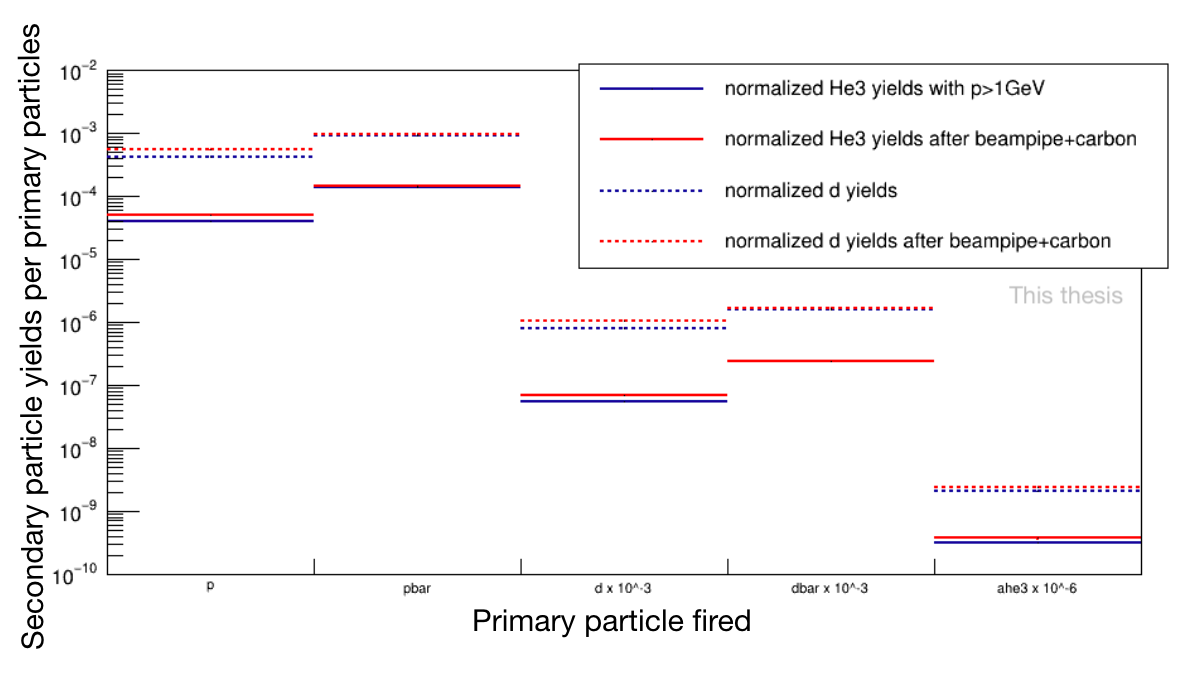 Secondary particle yields per primary particles
10−2
10−3
10−4
10−5
10−6
10−7
10−8
10−9
10−10
normalized He3 yields with p>1GeV
normalized He3 yields after beampipe+carbon
normalized d yields
normalized d yields after beampipe+carbon
This thesis
p
pbar
d x 10^-3
dbar x 10^-3
ahe3 x 10^-6
Primary particle fired